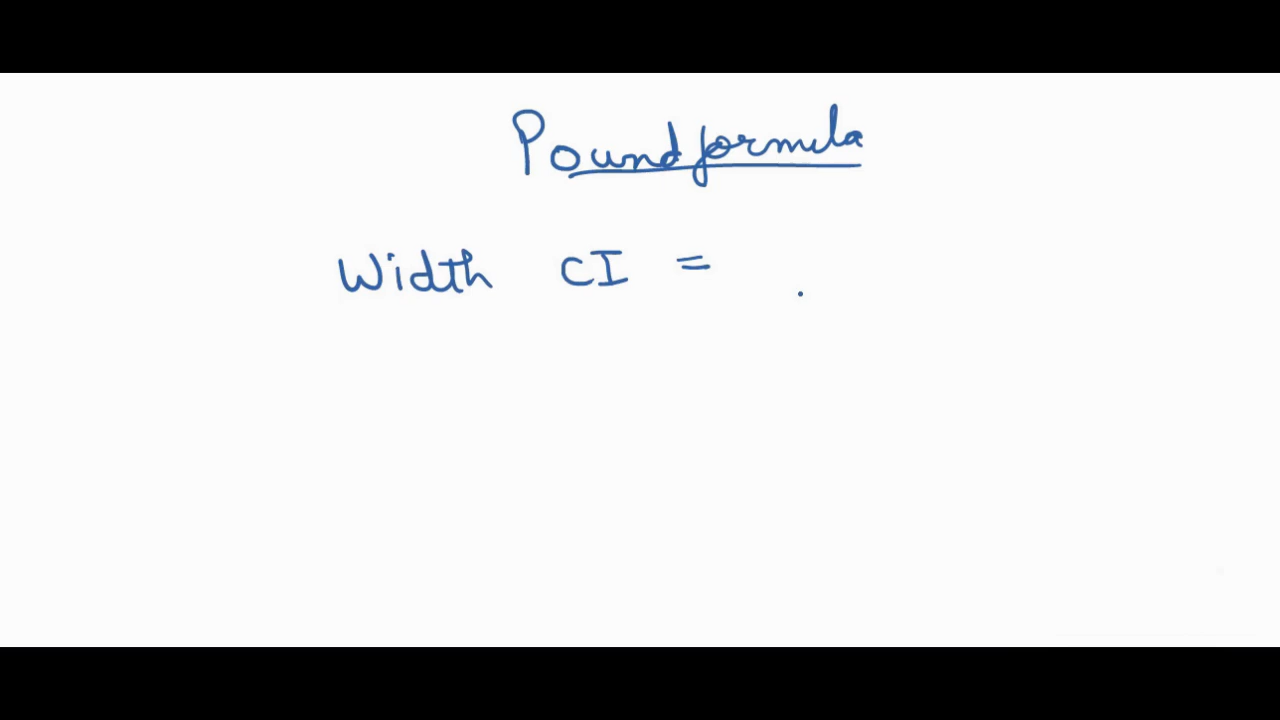 Pound formula
Width CI =